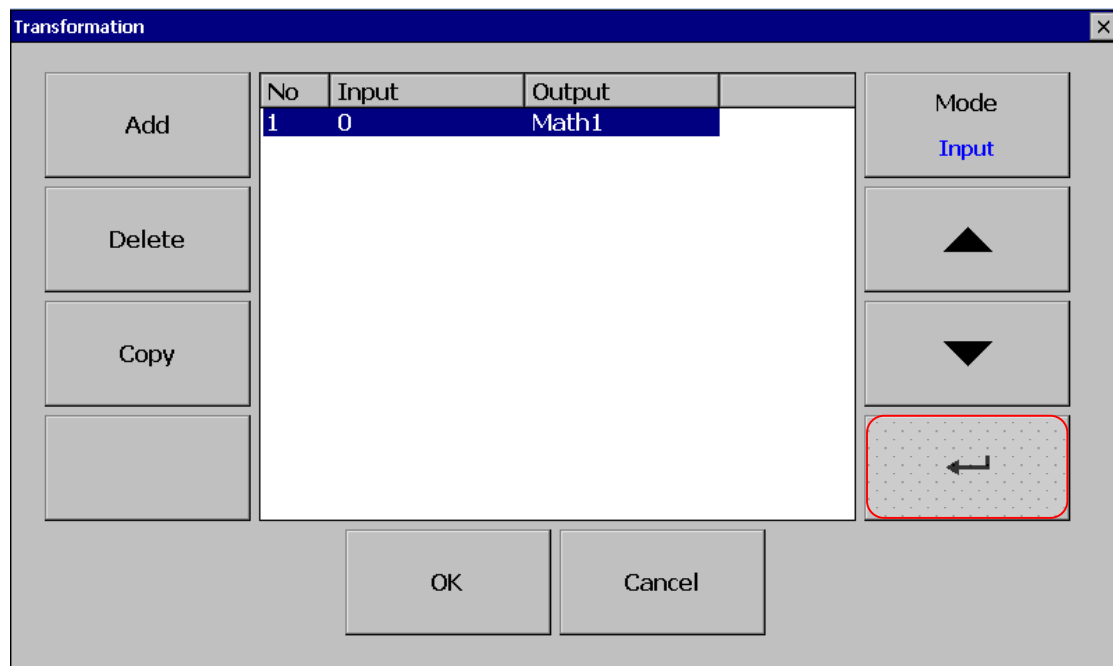 Transformation
Add
Delete
Copy
No Input Output
1 0 Math1
Mode
Input
OK Cancel